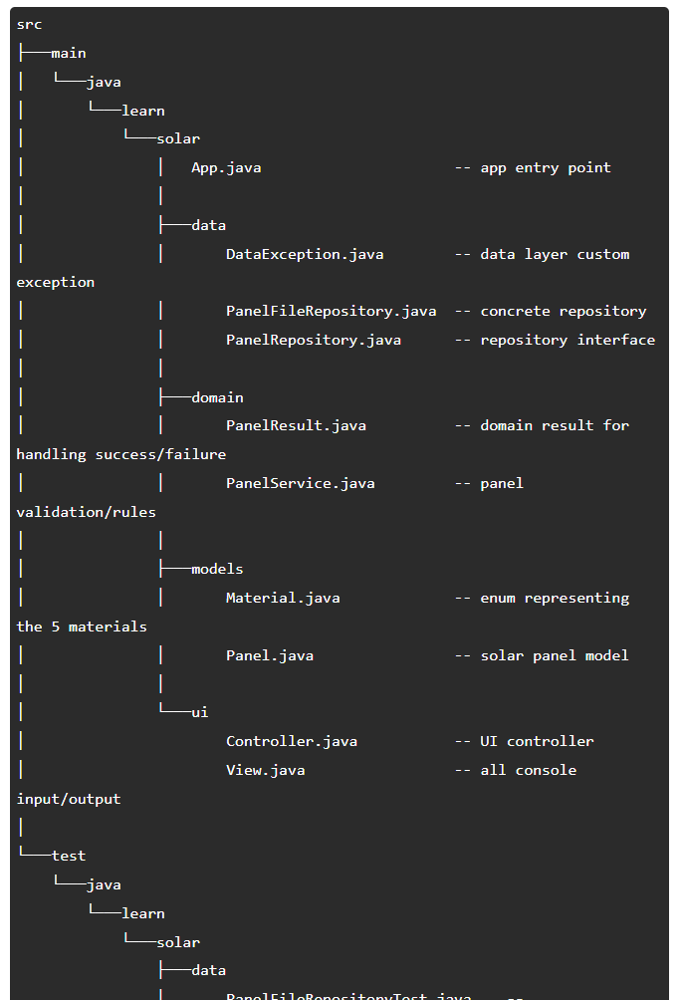 src
├───main
│   └───java
│       └───learn
│           └───solar
│               │   App.java                      -- app entry point
│               │
│               ├───data
│               │       DataException.java        -- data layer custom
exception
│               │       PanelFileRepository.java  -- concrete repository
│               │       PanelRepository.java      -- repository interface
│               │
│               ├───domain
│               │       PanelResult.java          -- domain result for
handling success/failure
│               │       PanelService.java         -- panel
validation/rules
│               │
│               ├───models
│               │       Material.java             -- enum representing
the 5 materials
│               │       Panel.java                -- solar panel model
│               │
│               └───ui
│                       Controller.java           -- UI controller
│                       View.java                 -- all console
input/output
│
└───test
    └───java
        └───learn
            └───solar
                ├───data
                │       PanelFileRepositoryTest.java    --